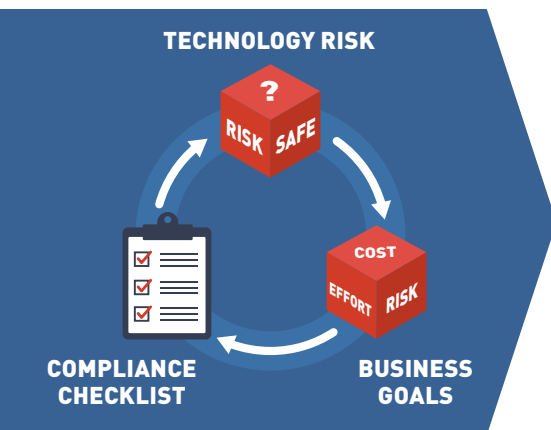 TECHNOLOGY RISK
?
RISK SAFE
COST
EFFORT RISK
COMPLIANCE
CHECKLIST
BUSINESS
GOALS